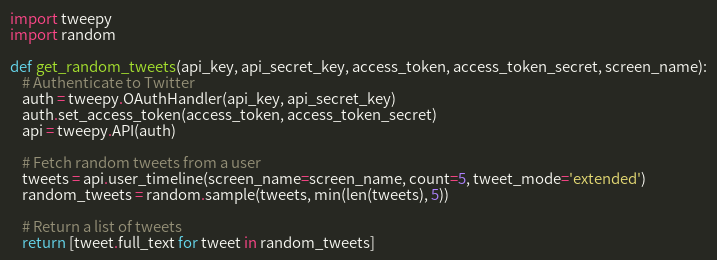 import tweepy
import random

def get_random_tweets(api_key, api_secret_key, access_token, access_token_secret, screen_name):
    # Authenticate to Twitter
    auth = tweepy.OAuthHandler(api_key, api_secret_key)
    auth.set_access_token(access_token, access_token_secret)
    api = tweepy.API(auth)

    # Fetch random tweets from a user
    tweets = api.user_timeline(screen_name=screen_name, count=5, tweet_mode='extended')
    random_tweets = random.sample(tweets, min(len(tweets), 5))

    # Return a list of tweets
    return [tweet.full_text for tweet in random_tweets]